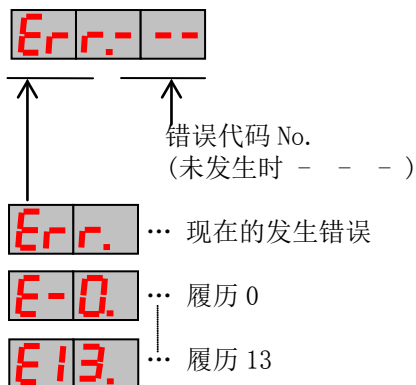 Err.- --
错误代码 No.
(未发生时 - - - )
Err. … 现在的发生错误
E-0. … 履历 0
E13. … 履历 13